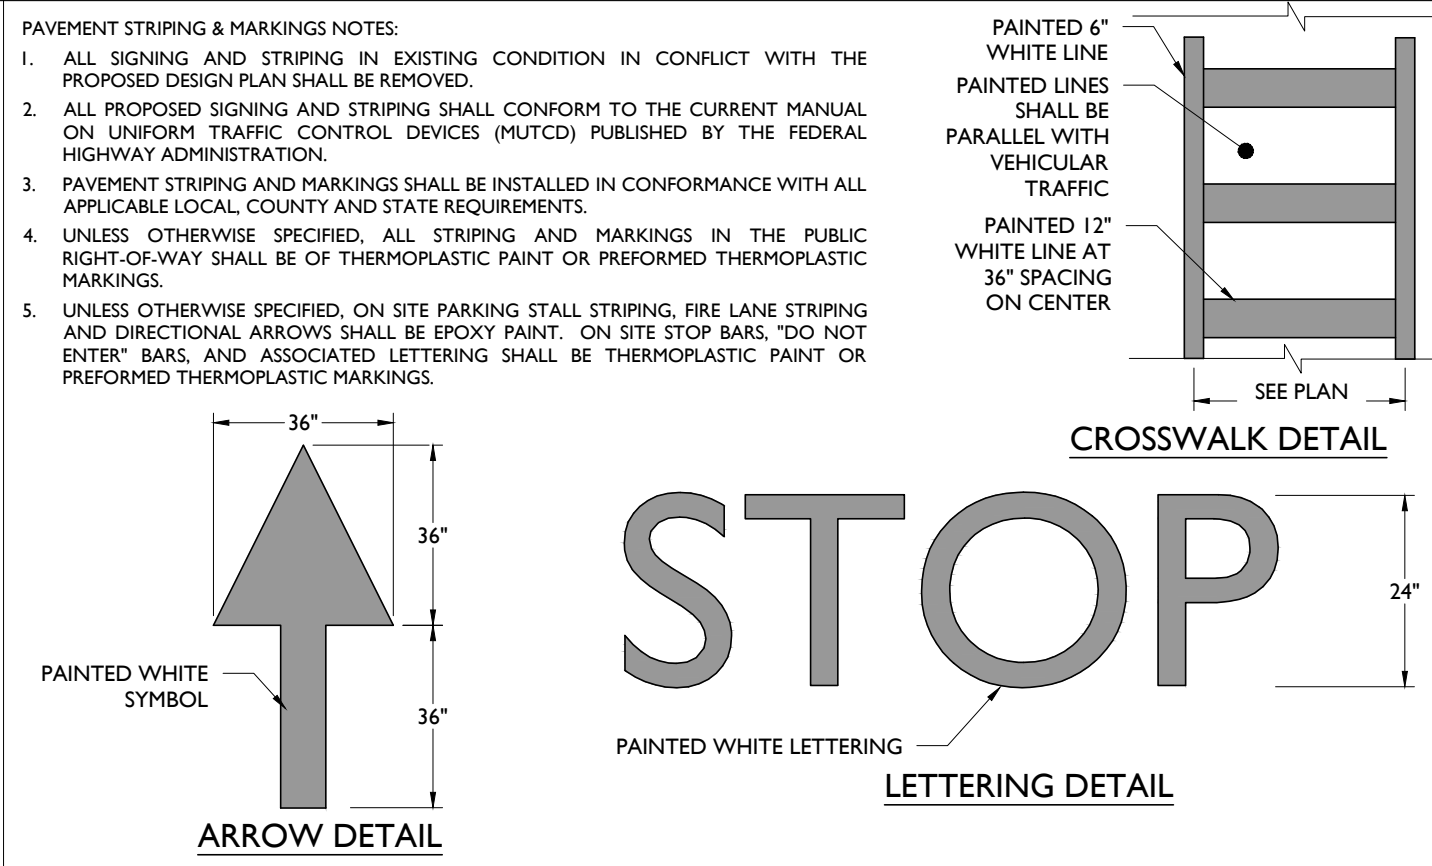 PAVEMENT STRIPING & MARKINGS NOTES:
1. ALL SIGNING AND STRIPING IN EXISTING CONDITION IN CONFLICT WITH THE
PROPOSED DESIGN PLAN SHALL BE REMOVED.
2. ALL PROPOSED SIGNING AND STRIPING SHALL CONFORM TO THE CURRENT MANUAL
ON UNIFORM TRAFFIC CONTROL DEVICES (MUTCD) PUBLISHED BY THE FEDERAL
HIGHWAY ADMINISTRATION.
3. PAVEMENT STRIPING AND MARKINGS SHALL BE INSTALLED IN CONFORMANCE WITH ALL
APPLICABLE LOCAL, COUNTY AND STATE REQUIREMENTS.
4. UNLESS OTHERWISE SPECIFIED, ALL STRIPING AND MARKINGS IN THE PUBLIC
RIGHT-OF-WAY SHALL BE OF THERMOPLASTIC PAINT OR PREFORMED THERMOPLASTIC
MARKINGS.
5. UNLESS OTHERWISE SPECIFIED, ON SITE PARKING STALL STRIPING, FIRE LANE STRIPING
AND DIRECTIONAL ARROWS SHALL BE EPOXY PAINT. ON SITE STOP BARS, "DO NOT
ENTER" BARS, AND ASSOCIATED LETTERING SHALL BE THERMOPLASTIC PAINT OR
PREFORMED THERMOPLASTIC MARKINGS.
PAINTED 6"
WHITE LINE
PAINTED LINES
SHALL BE
PARALLEL WITH
VEHICULAR
TRAFFIC
PAINTED 12"
WHITE LINE AT
36" SPACING
ON CENTER
SEE PLAN
CROSSWALK DETAIL
36"
36"
36"
PAINTED WHITE
SYMBOL
ARROW DETAIL
STOP
24"
PAINTED WHITE LETTERING
LETTERING DETAIL